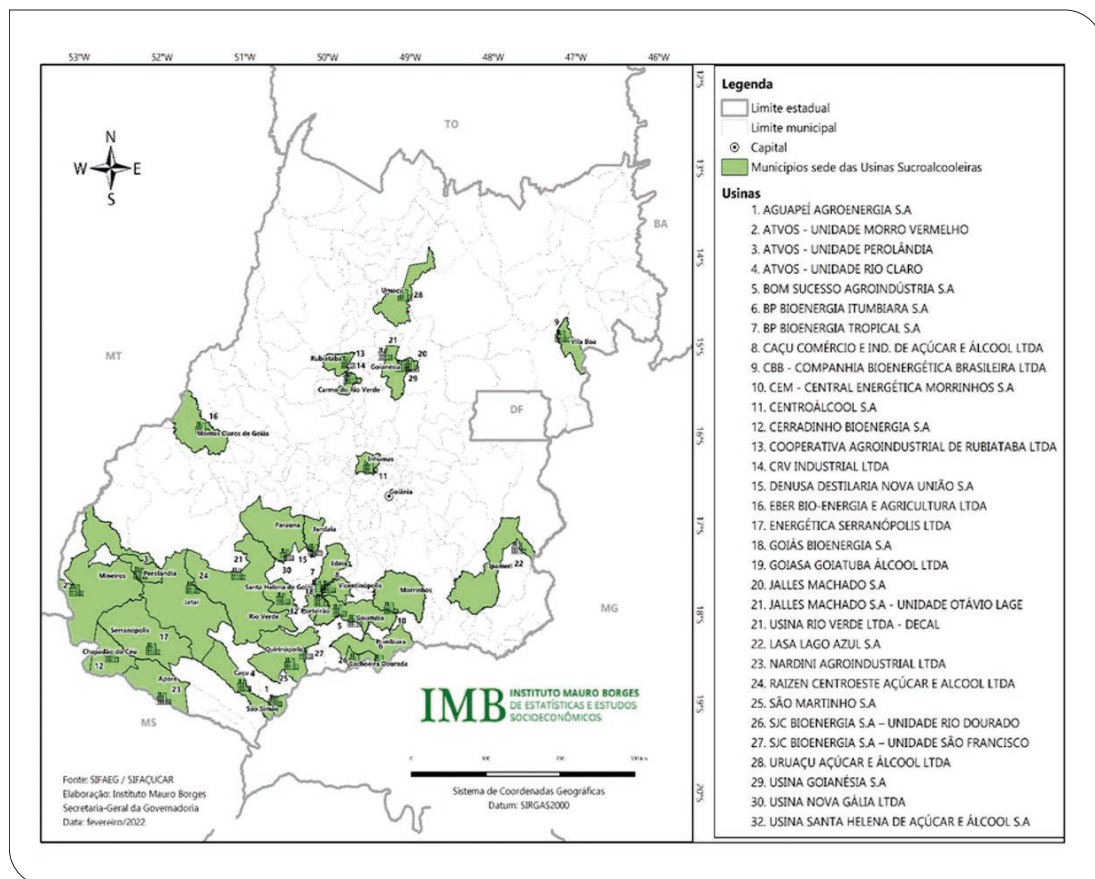 53°W 52°W 51°W 50°W 49°W 48°W 47°W 46°W
12°S
13°S
14°S
15°S
16°S
17°S
18°S
19°S
20°S
N
W E
S
TO
BA
MT
DF
MG
MS
Uruaçu
28
9
Vila Boa
21
20
Goianésia
29
Rubiataba
13
14
Carmo do Rio Verde
16
Montes Claros de Goiás
Inhumas
11
Goiânia
Paraúna
Jandaia
15
30
21
7
Edéia
Ipameri
22
3
Mineiros
Perolândia
24
Jataí
Santa Helena de Goiás
Vicentinópolis
Morrinhos
32
Porteirão
Rio Verde
5
Goiatuba
10
Serranópolis
17
Chapadão do Céu
12
Quirinópolis
27
25
Itumbiara
6
26
Cachoeira Dourada
Aporé
23
Caçu
4
1
São Simão
IMB INSTITUTO MAURO BORGES
DE ESTATÍSTICAS E ESTUDOS
SOCIOECONÔMICOS
0 100 200 300 km
Sistema de Coordenadas Geográficas
Datum: SIRGAS2000
Fonte: SIFAEG / SIFAÇUCAR
Elaboração: Instituto Mauro Borges
Secretaria-Geral da Governadoria
Data: fevereiro/2022
Legenda
Limite estadual
Limite municipal
Capital
Municípios sede das Usinas Sucroalcooleiras
Usinas
1. AGUAPEÍ AGROENERGIA S.A
2. ATVOS - UNIDADE MORRO VERMELHO
3. ATVOS - UNIDADE PEROLÂNDIA
4. ATVOS - UNIDADE RIO CLARO
5. BOM SUCESSO AGROINDÚSTRIA S.A
6. BP BIOENERGIA ITUMBIARA S.A
7. BP BIOENERGIA TROPICAL S.A
8. CAÇU COMÉRCIO E IND. DE AÇÚCAR E ÁLCOOL LTDA
9. CBB - COMPANHIA BIOENERGÉTICA BRASILEIRA LTDA
10. CEM - CENTRAL ENERGÉTICA MORRINHOS S.A
11. CENTROÁLCOOL S.A
12. CERRADINHO BIOENERGIA S.A
13. COOPERATIVA AGROINDUSTRIAL DE RUBIATABA LTDA
14. CRV INDUSTRIAL LTDA
15. DENUSA DESTILARIA NOVA UNIÃO S.A
16. EBER BIO-ENERGIA E AGRICULTURA LTDA
17. ENERGÉTICA SERRANÓPOLIS LTDA
18. GOIÁS BIOENERGIA S.A
19. GOIASA GOIATUBA ÁLCOOL LTDA
20. JALLES MACHADO S.A
21. JALLES MACHADO S.A - UNIDADE OTÁVIO LAGE
21. USINA RIO VERDE LTDA - DECAL
22. LASA LAGO AZUL S.A
23. NARDINI AGROINDUSTRIAL LTDA
24. RAIZEN CENTROESTE AÇÚCAR E ALCOOL LTDA
25. SÃO MARTINHO S.A
26. SJC BIOENERGIA S.A – UNIDADE RIO DOURADO
27. SJC BIOENERGIA S.A – UNIDADE SÃO FRANCISCO
28. URUAÇU AÇÚCAR E ÁLCOOL LTDA
29. USINA GOIANÉSIA S.A
30. USINA NOVA GÁLIA LTDA
32. USINA SANTA HELENA DE AÇÚCAR E ÁLCOOL S.A